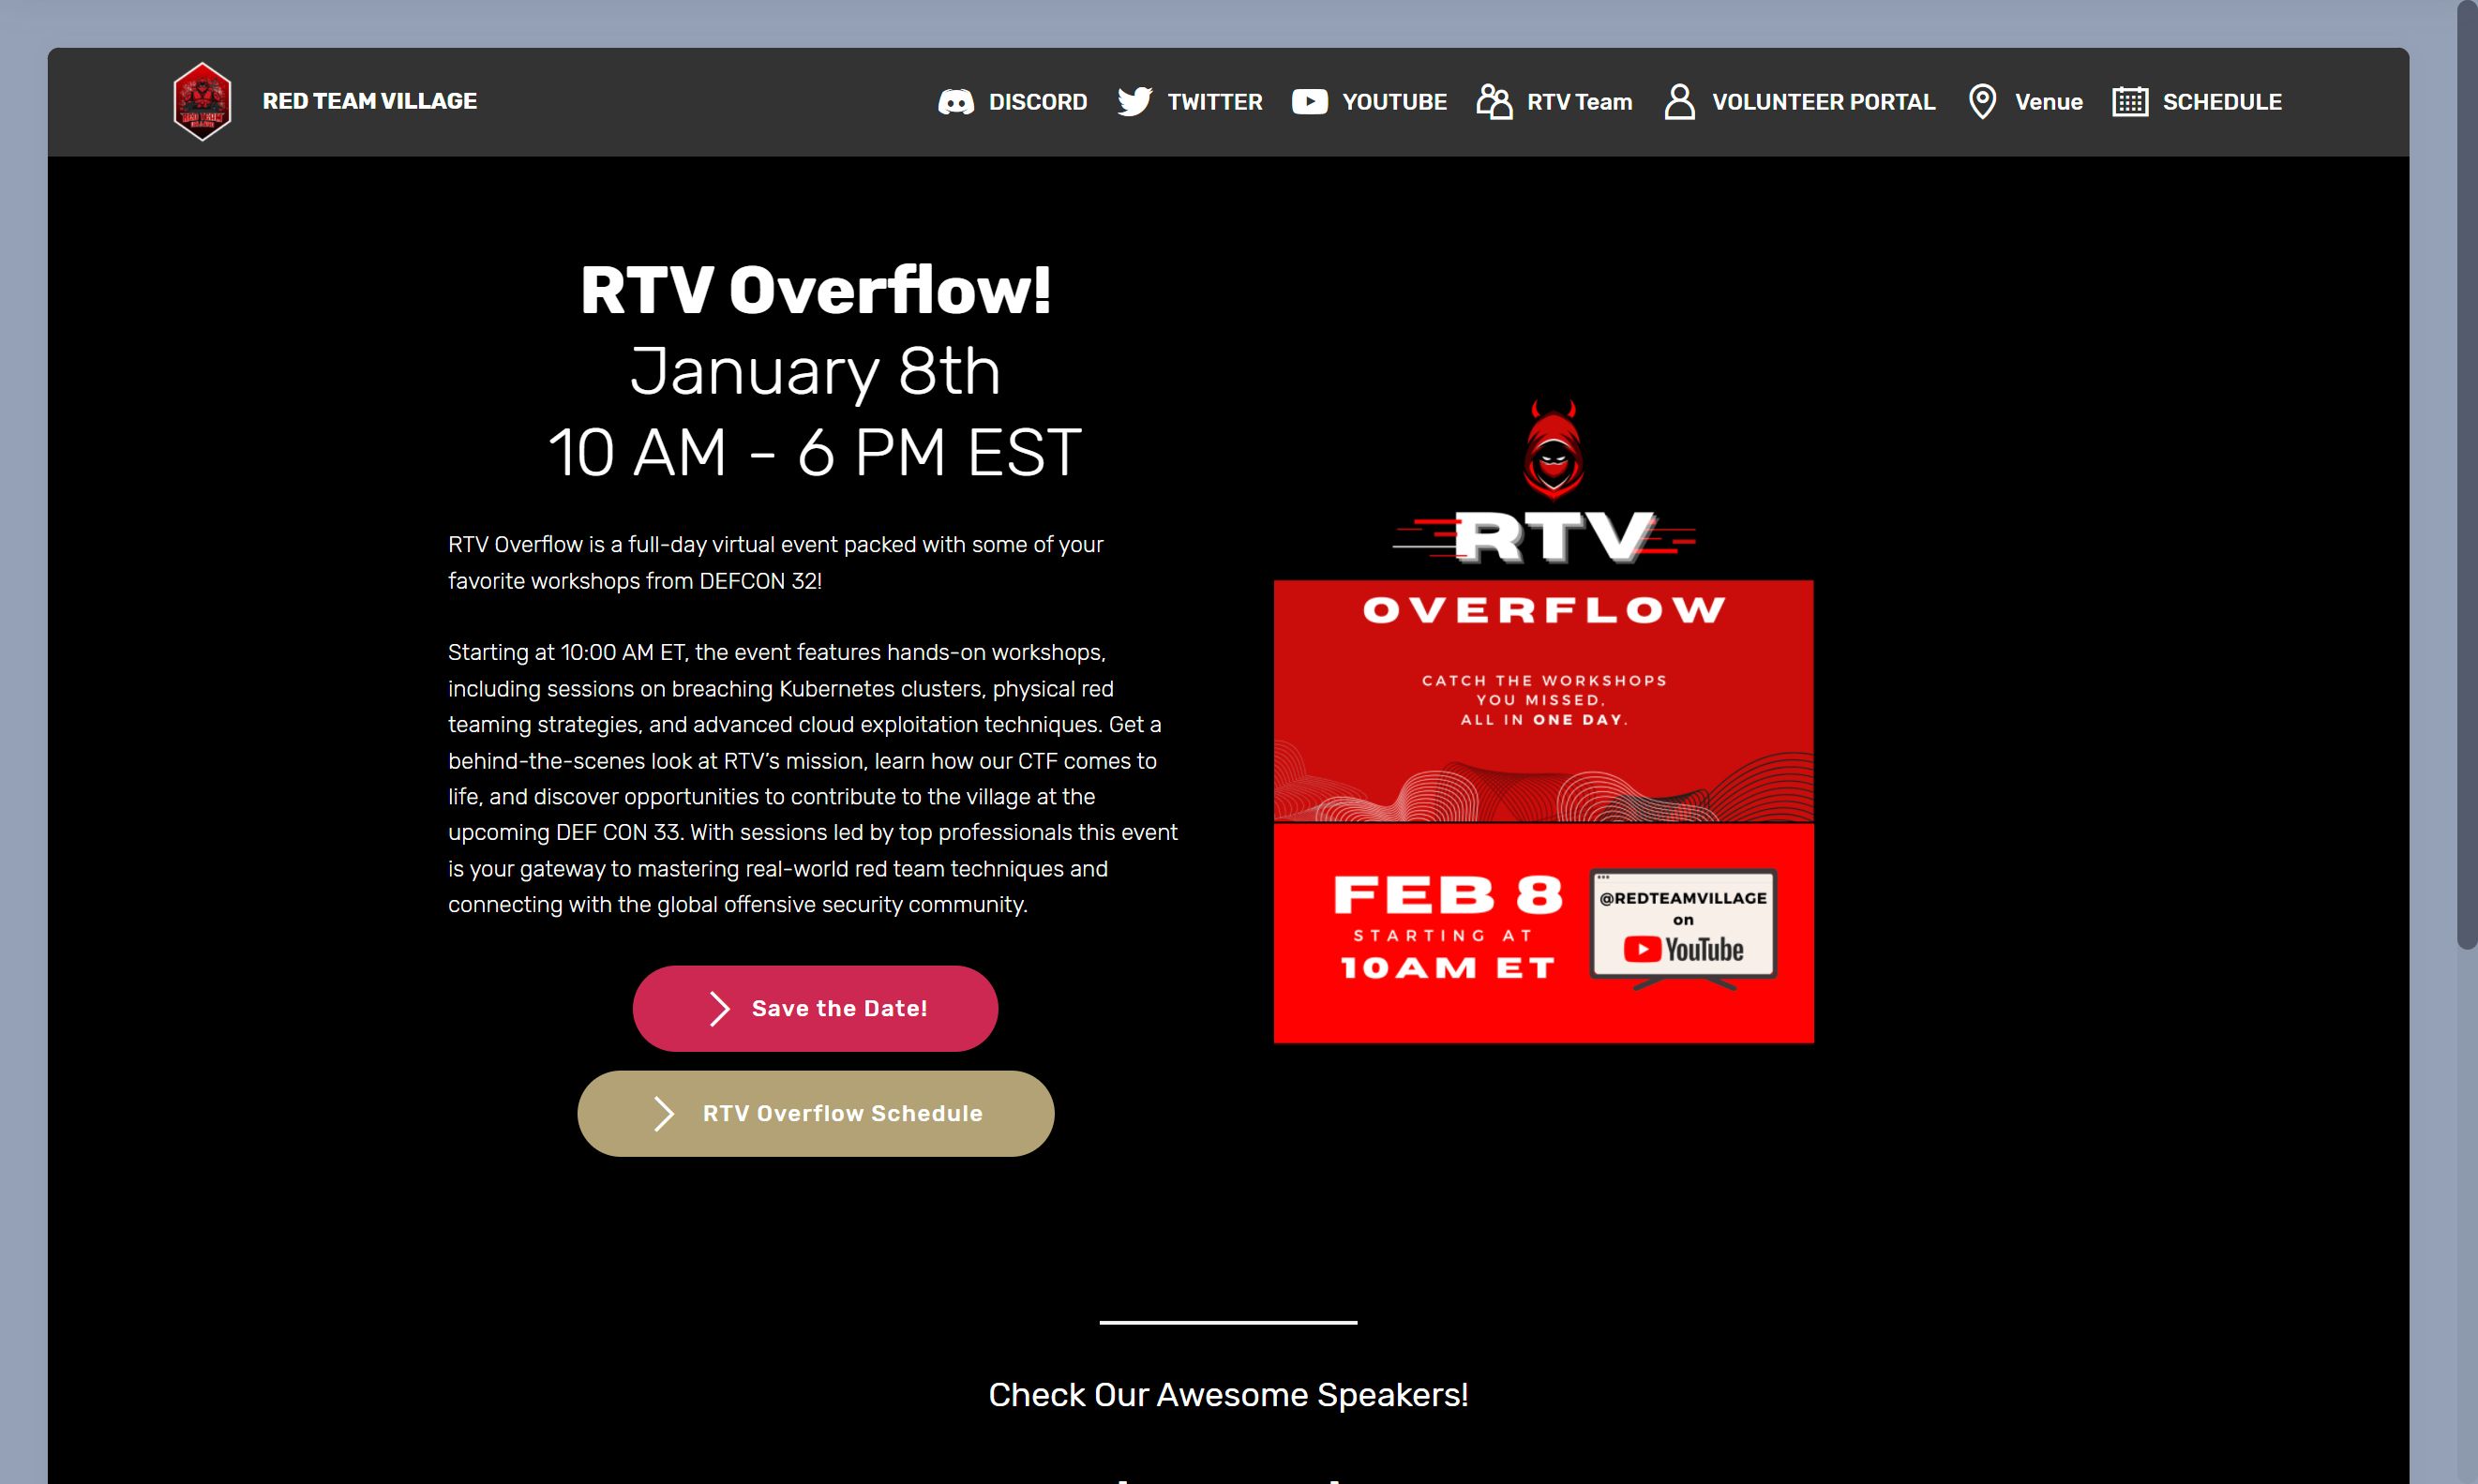 RED TEAM VILLAGE
DISCORD
TWITTER
YOUTUBE
RTV Team
VOLUNTEER PORTAL
Venue
SCHEDULE
RTV Overflow!
January 8th
10 AM - 6 PM EST
RTV Overflow is a full-day virtual event packed with some of your
favorite workshops from DEFCON 32!
Starting at 10:00 AM ET, the event features hands-on workshops,
including sessions on breaching Kubernetes clusters, physical red
teaming strategies, and advanced cloud exploitation techniques. Get a
behind-the-scenes look at RTV’s mission, learn how our CTF comes to
life, and discover opportunities to contribute to the village at the
upcoming DEF CON 33. With sessions led by top professionals this event
is your gateway to mastering real-world red team techniques and
connecting with the global offensive security community.
Save the Date!
RTV Overflow Schedule
RTV
OVERFLOW
CATCH THE WORKSHOPS
YOU MISSED,
ALL IN ONE DAY.
FEB 8
STARTING AT
10AM ET
@REDTEAMVILLAGE
on
YouTube
Check Our Awesome Speakers!